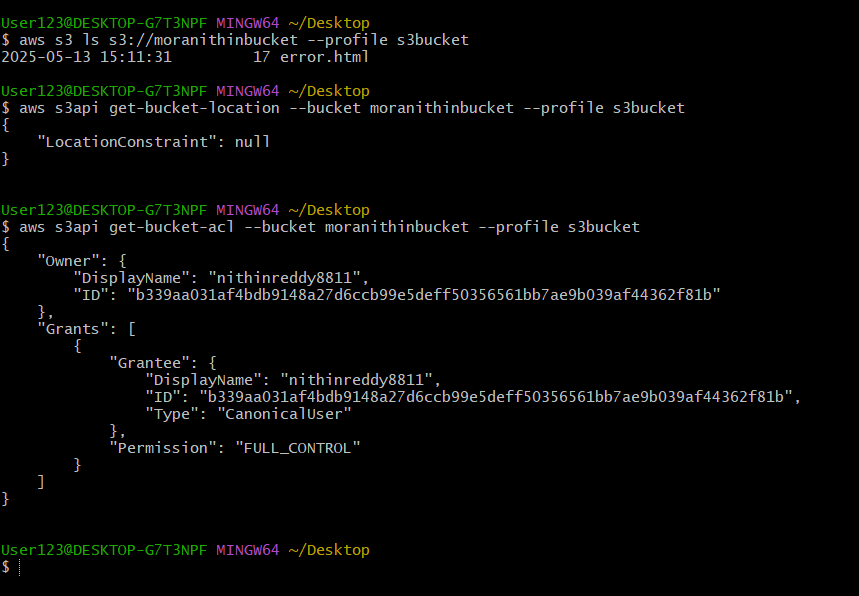 User123@DESKTOP-G7T3NPF MINGW64 ~/Desktop
$ aws s3 ls s3://moranithinbucket --profile s3bucket
2025-05-13 15:11:31         17 error.html

User123@DESKTOP-G7T3NPF MINGW64 ~/Desktop
$ aws s3api get-bucket-location --bucket moranithinbucket --profile s3bucket
{
    "LocationConstraint": null
}


User123@DESKTOP-G7T3NPF MINGW64 ~/Desktop
$ aws s3api get-bucket-acl --bucket moranithinbucket --profile s3bucket
{
    "Owner": {
        "DisplayName": "nithinreddy8811",
        "ID": "b339aa031af4bdb9148a27d6ccb99e5deff50356561bb7ae9b039af44362f81b"
    },
    "Grants": [
        {
            "Grantee": {
                "DisplayName": "nithinreddy8811",
                "ID": "b339aa031af4bdb9148a27d6ccb99e5deff50356561bb7ae9b039af44362f81b",
                "Type": "CanonicalUser"
            },
            "Permission": "FULL_CONTROL"
        }
    ]
}


User123@DESKTOP-G7T3NPF MINGW64 ~/Desktop
$